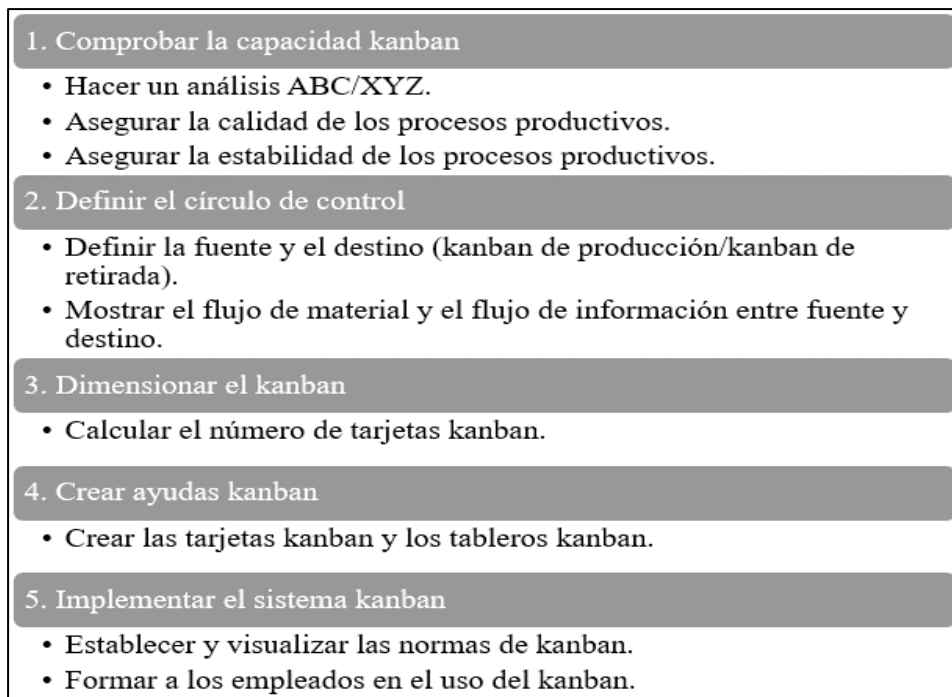 1. Comprobar la capacidad kanban
• Hacer un análisis ABC/XYZ.
• Asegurar la calidad de los procesos productivos.
• Asegurar la estabilidad de los procesos productivos.
2. Definir el círculo de control
• Definir la fuente y el destino (kanban de producción/kanban de
retirada).
• Mostrar el flujo de material y el flujo de información entre fuente y
destino.
3. Dimensionar el kanban
• Calcular el número de tarjetas kanban.
4. Crear ayudas kanban
• Crear las tarjetas kanban y los tableros kanban.
5. Implementar el sistema kanban
• Establecer y visualizar las normas de kanban.
• Formar a los empleados en el uso del kanban.